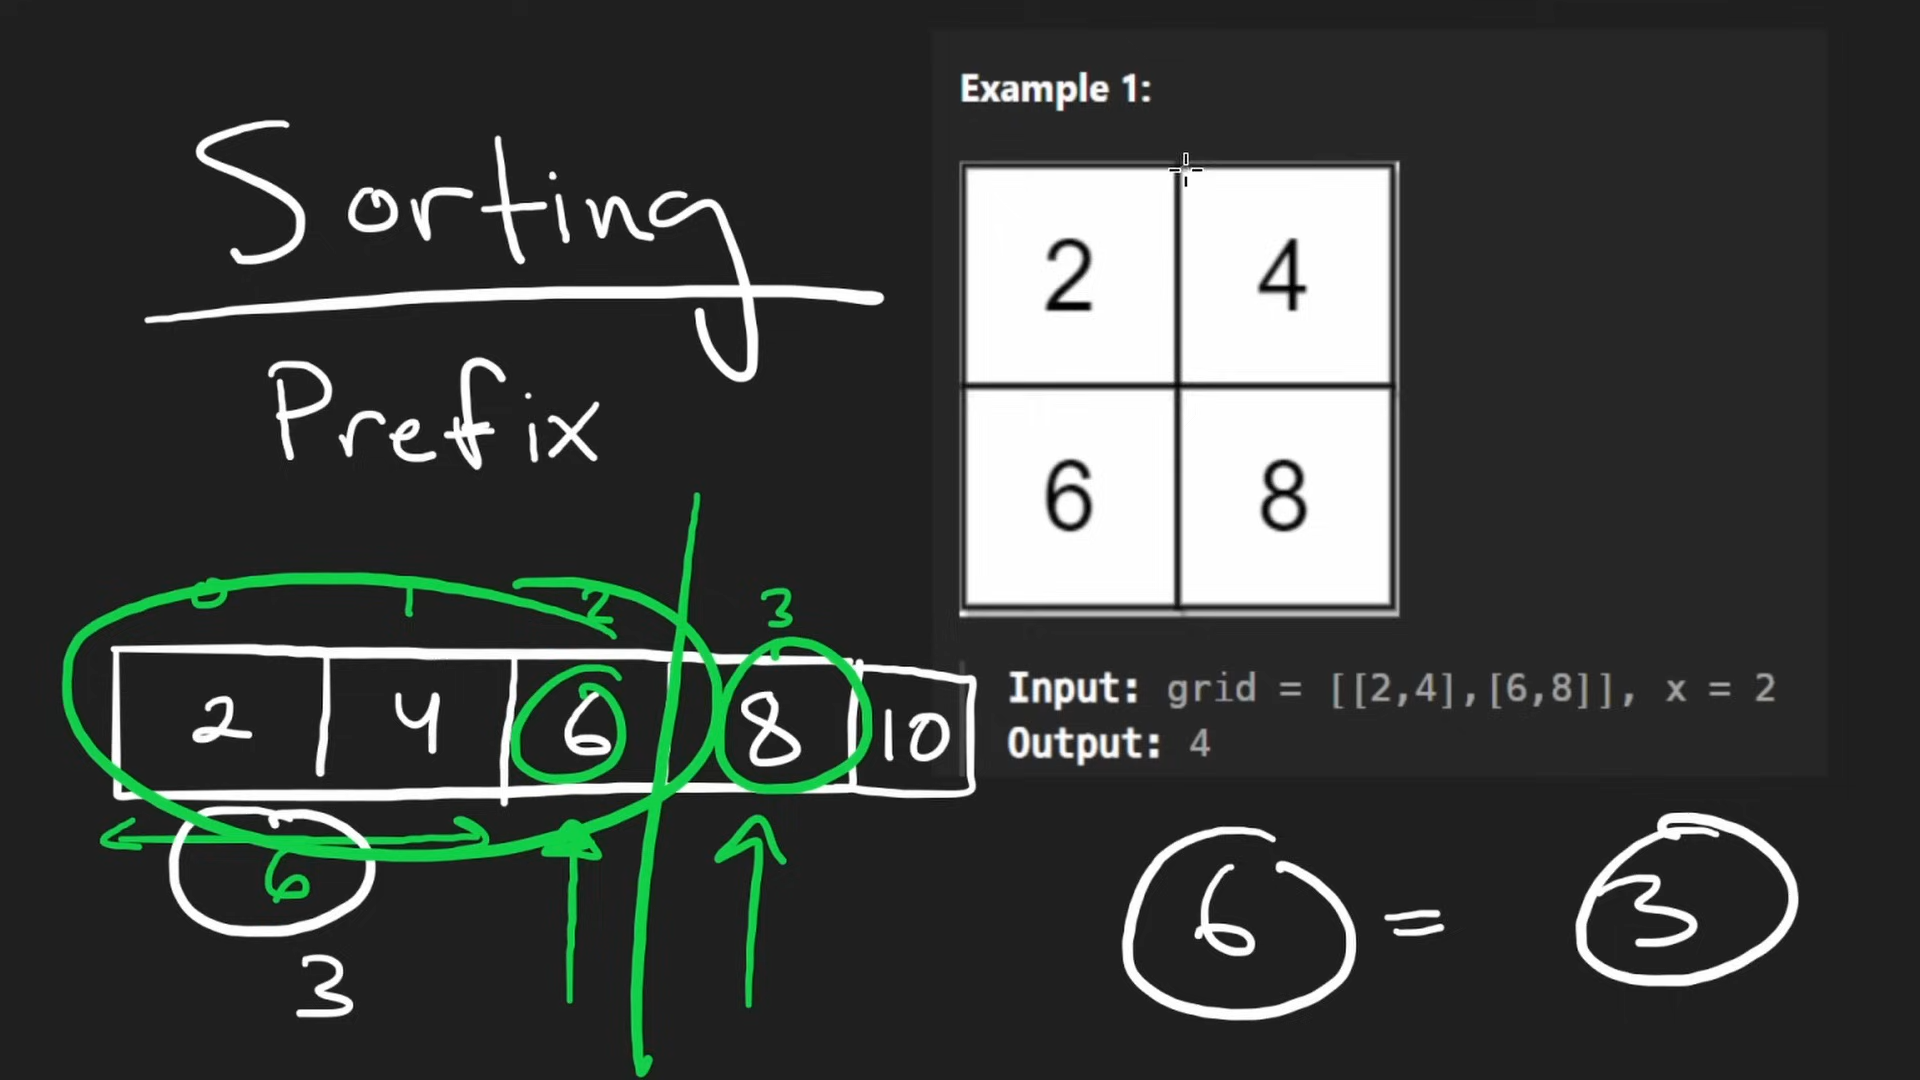 Sorting
Prefix
0 1 2 3
2 4 6 8 10
6
3
Example 1:
2 4
6 8
Input: grid = [[2,4],[6,8]], x = 2
Output: 4
6 = 3